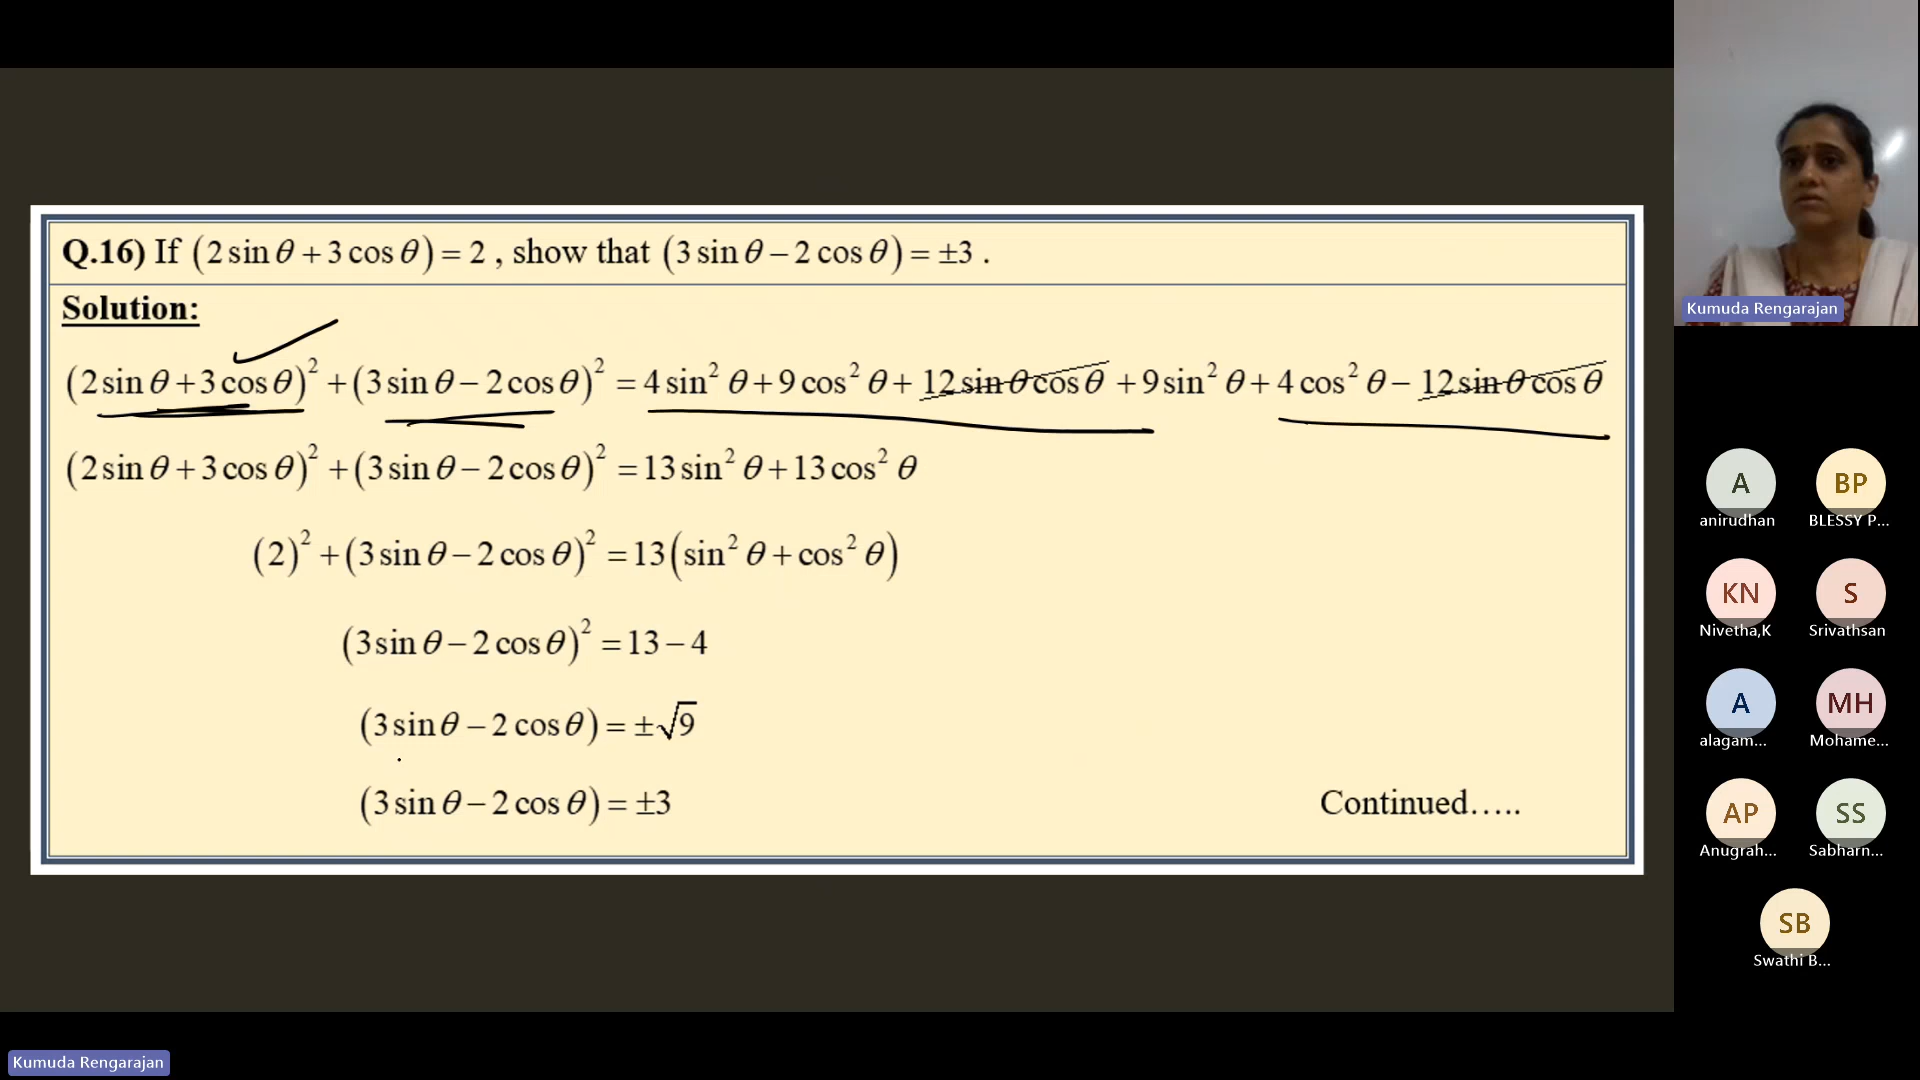 Q.16) If (2 sin θ + 3 cos θ) = 2 , show that (3 sin θ − 2 cos θ) = ±3 .
Solution:
(2 sin θ + 3 cos θ)² + (3 sin θ − 2 cos θ)² = 4 sin² θ + 9 cos² θ + 12 sin θ cos θ + 9 sin² θ + 4 cos² θ − 12 sin θ cos θ
(2 sin θ + 3 cos θ)² + (3 sin θ − 2 cos θ)² = 13 sin² θ + 13 cos² θ
(2)² + (3 sin θ − 2 cos θ)² = 13 (sin² θ + cos² θ)
(3 sin θ − 2 cos θ)² = 13 − 4
(3 sin θ − 2 cos θ) = ±√9
(3 sin θ − 2 cos θ) = ±3
Continued…..
Kumuda Rengarajan
A BP
anirudhan BLESSY P...
KN S
Nivetha,K Srivathsan
A MH
alagam... Mohame...
AP SS
Anugrah... Sabharn...
SB
Swathi B...
Kumuda Rengarajan